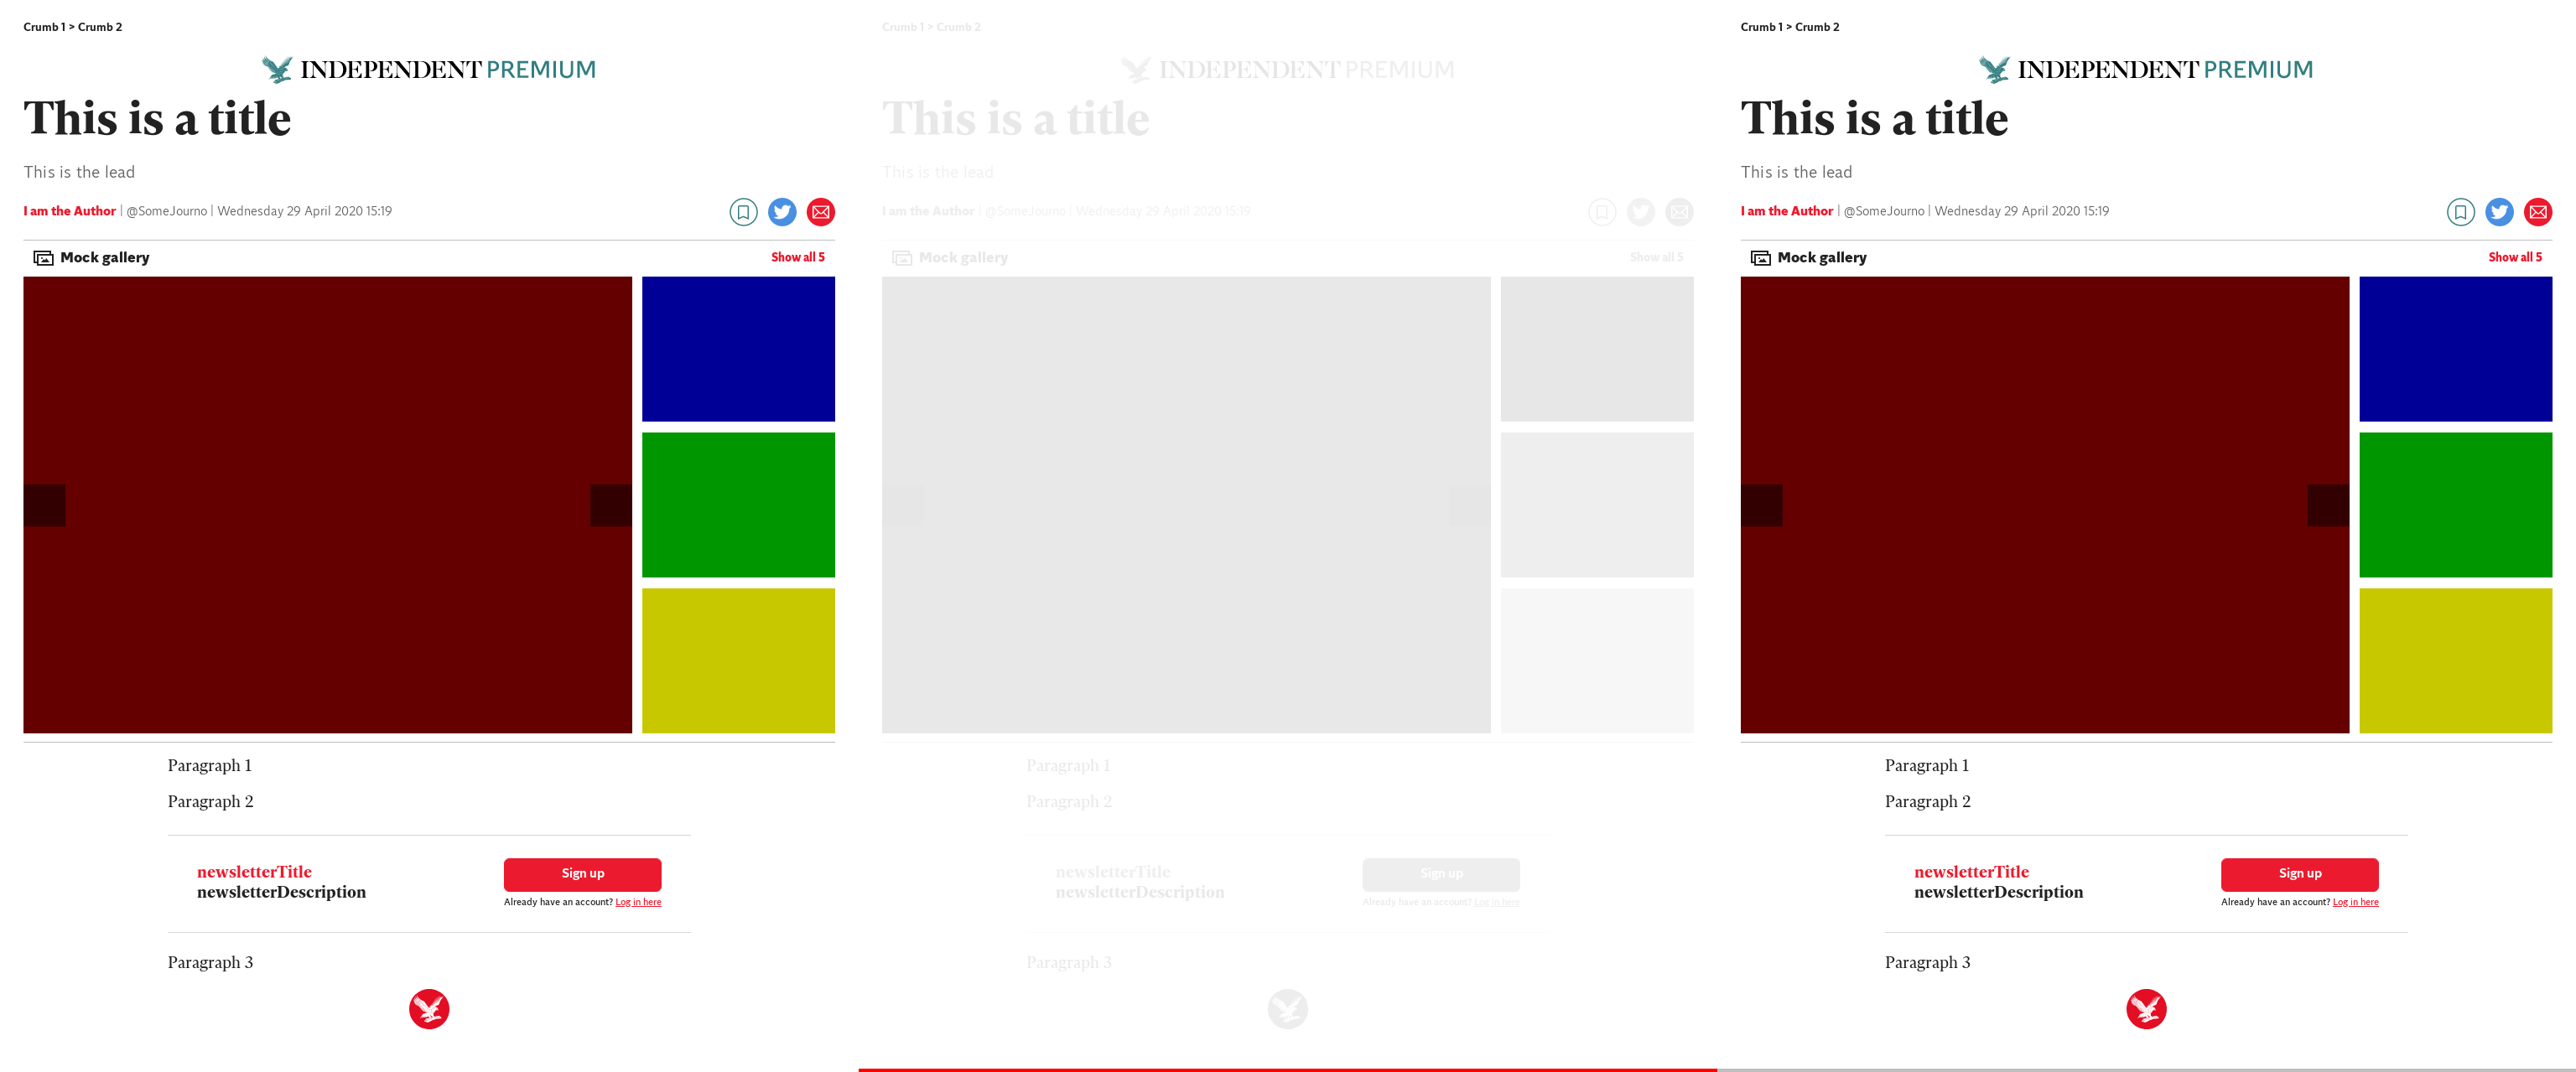 Crumb 1 > Crumb 2
INDEPENDENT PREMIUM
This is a title
This is the lead
I am the Author | @SomeJourno | Wednesday 29 April 2020 15:19
Mock gallery
Show all 5
Paragraph 1
Paragraph 2
newsletterTitle
newsletterDescription
Sign up
Already have an account? Log in here
Paragraph 3
Crumb 1 > Crumb 2
INDEPENDENT PREMIUM
This is a title
This is the lead
I am the Author | @SomeJourno | Wednesday 29 April 2020 15:19
Mock gallery
Show all 5
Paragraph 1
Paragraph 2
newsletterTitle
newsletterDescription
Sign up
Already have an account? Log in here
Paragraph 3
Crumb 1 > Crumb 2
INDEPENDENT PREMIUM
This is a title
This is the lead
I am the Author | @SomeJourno | Wednesday 29 April 2020 15:19
Mock gallery
Show all 5
Paragraph 1
Paragraph 2
newsletterTitle
newsletterDescription
Sign up
Already have an account? Log in here
Paragraph 3